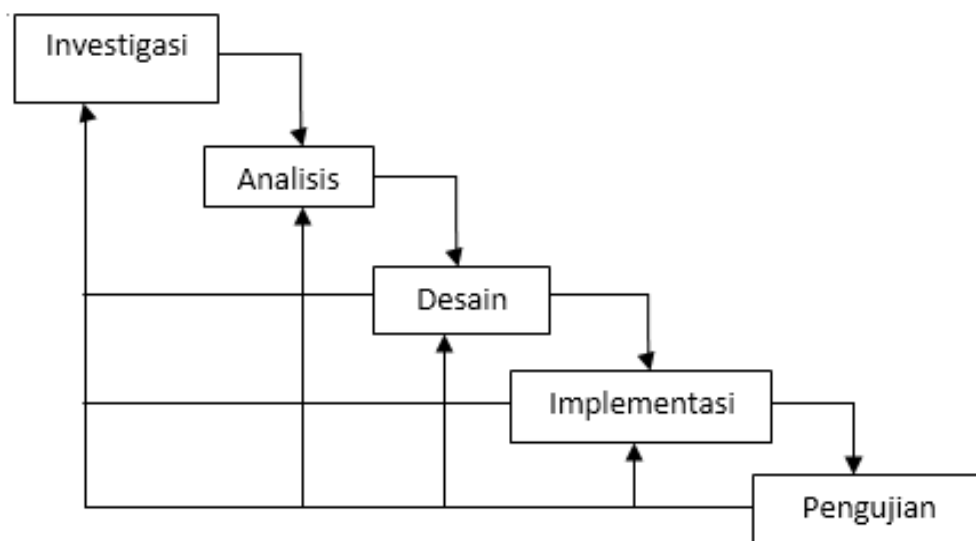 Investigasi
Analisis
Desain
Implementasi
Pengujian